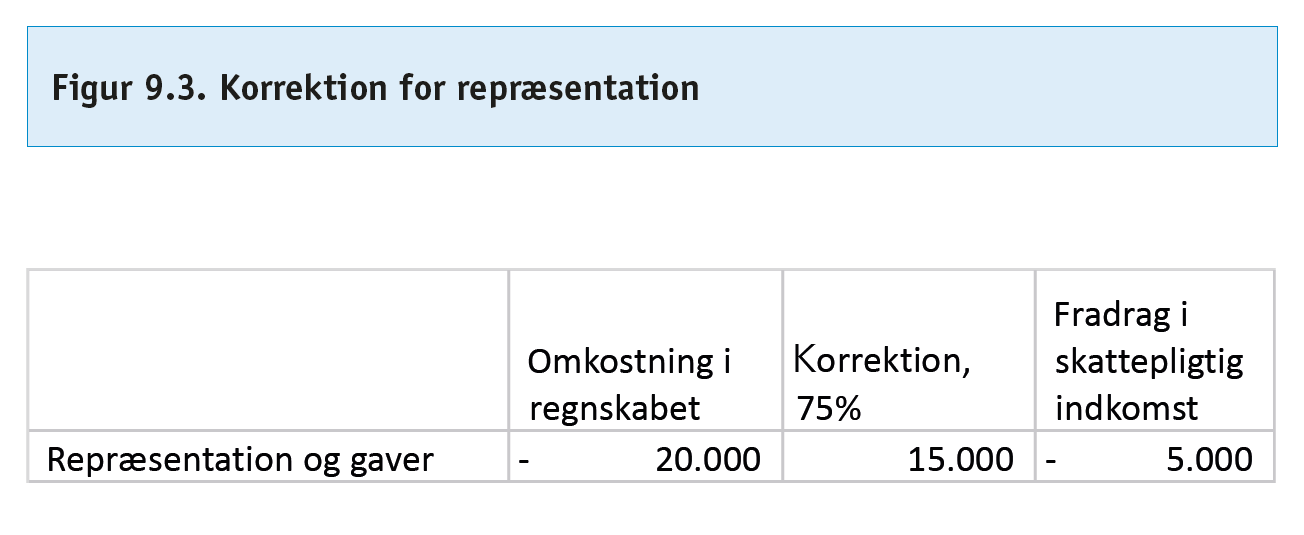 Figur 9.3. Korrektion for repræsentation
Omkostning i
regnskabet
Korrektion,
75%
Fradrag i
skattepligtig
indkomst
Repræsentation og gaver - 20.000 15.000 - 5.000